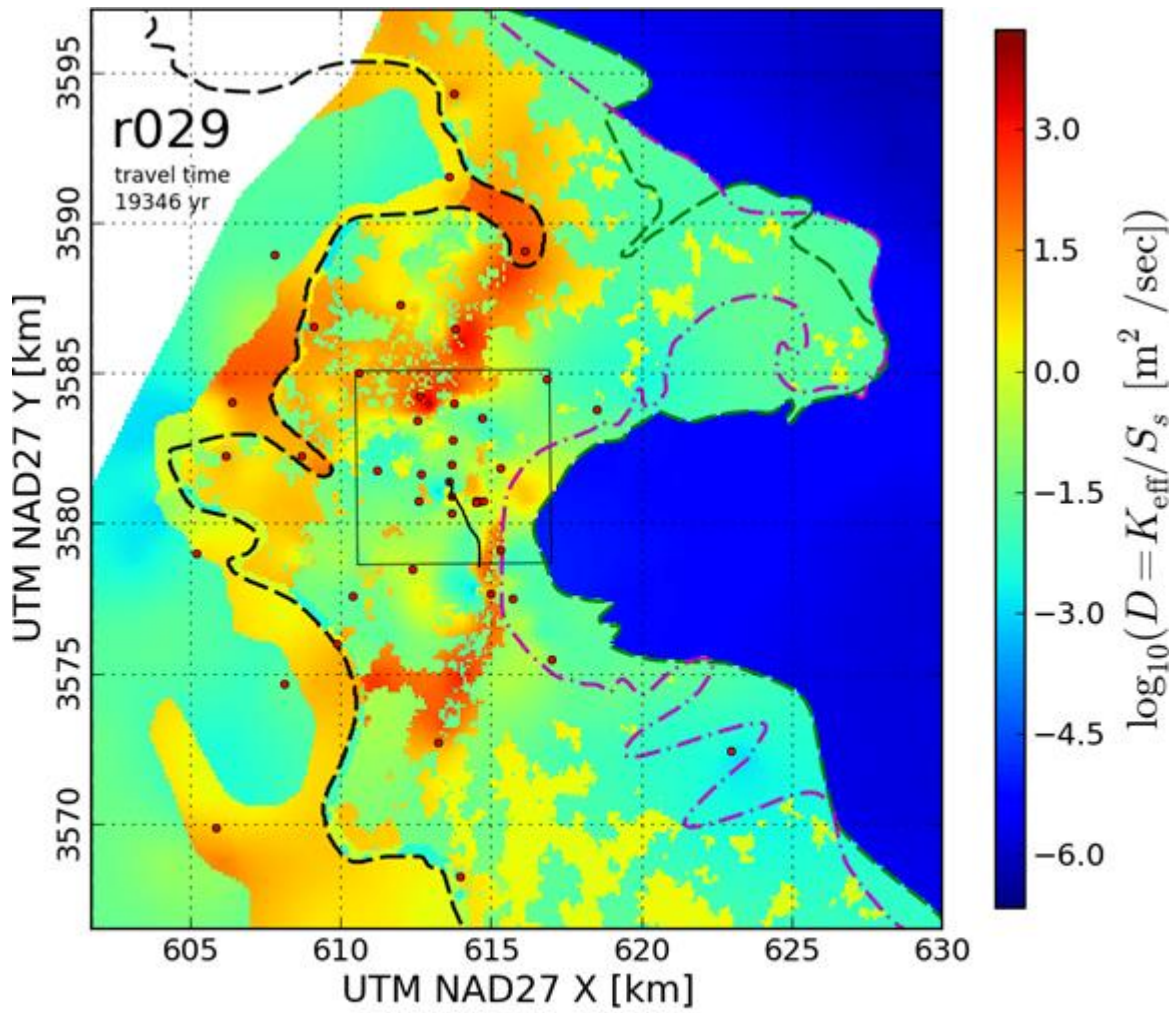 r029
travel time
19346 yr
3595
3590
3585
3580
3575
3570
UTM NAD27 Y [km]
605 610 615 620 625 630
UTM NAD27 X [km]
3.0
1.5
0.0
−1.5
−3.0
−4.5
−6.0
log₁₀(D = K_eff/S_s [m² /sec])